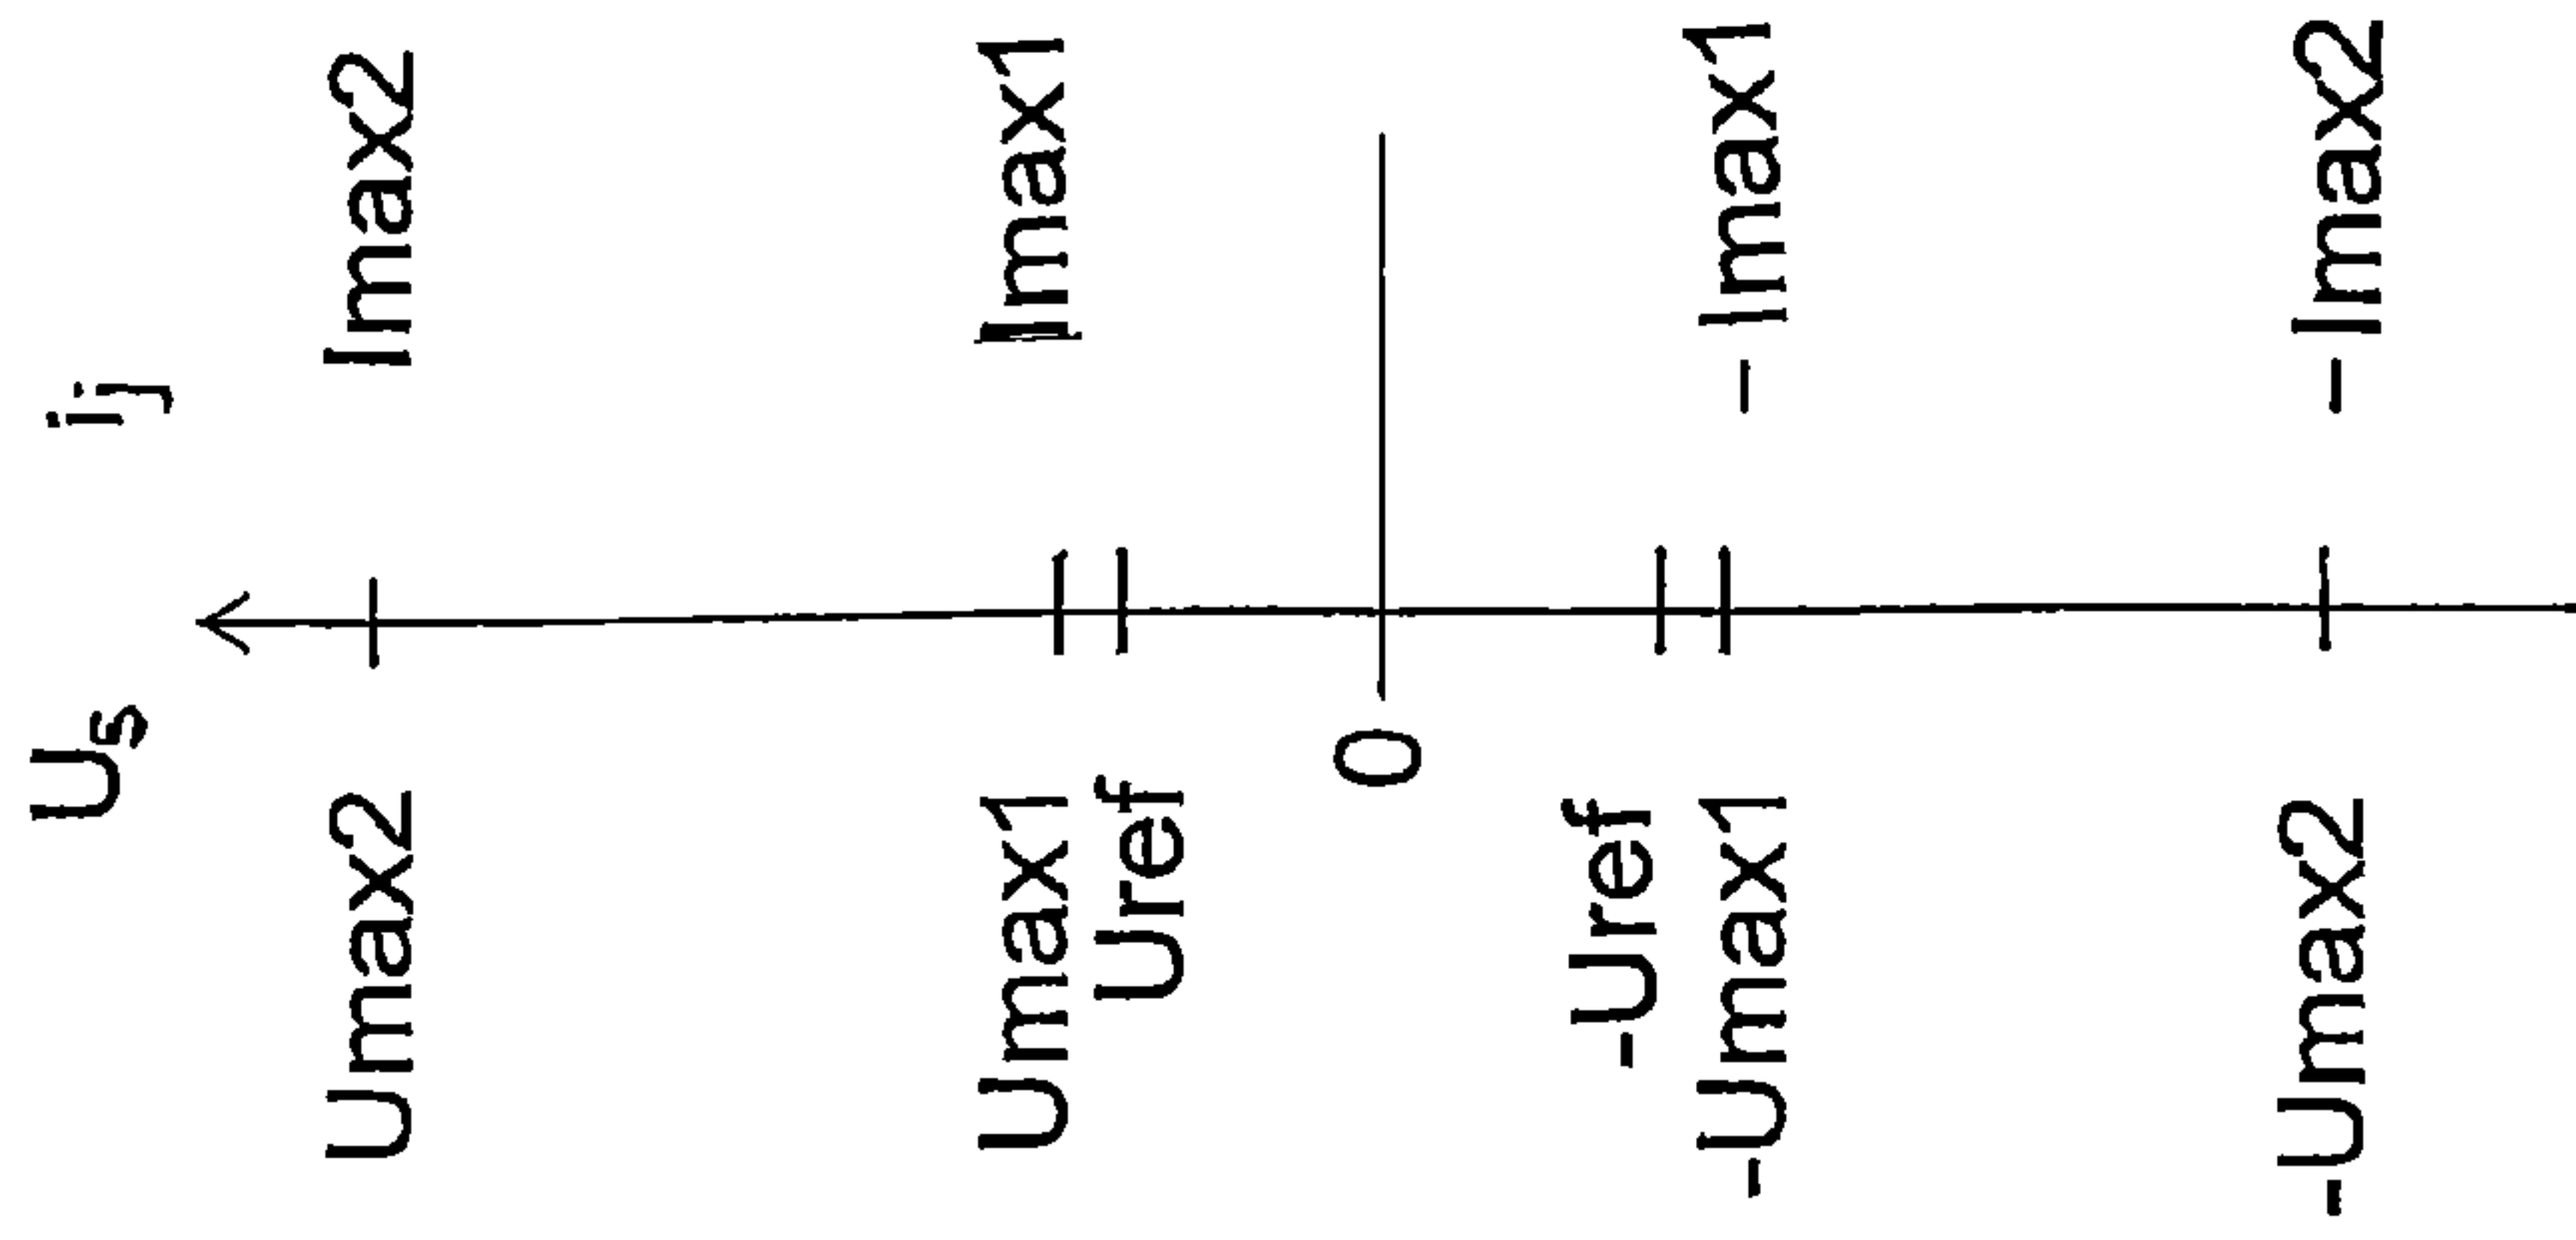 Us ij
Umax2 Imax2
Umax1 Imax1
Uref
0
-Uref
-Umax1 - Imax1
-Umax2 - Imax2